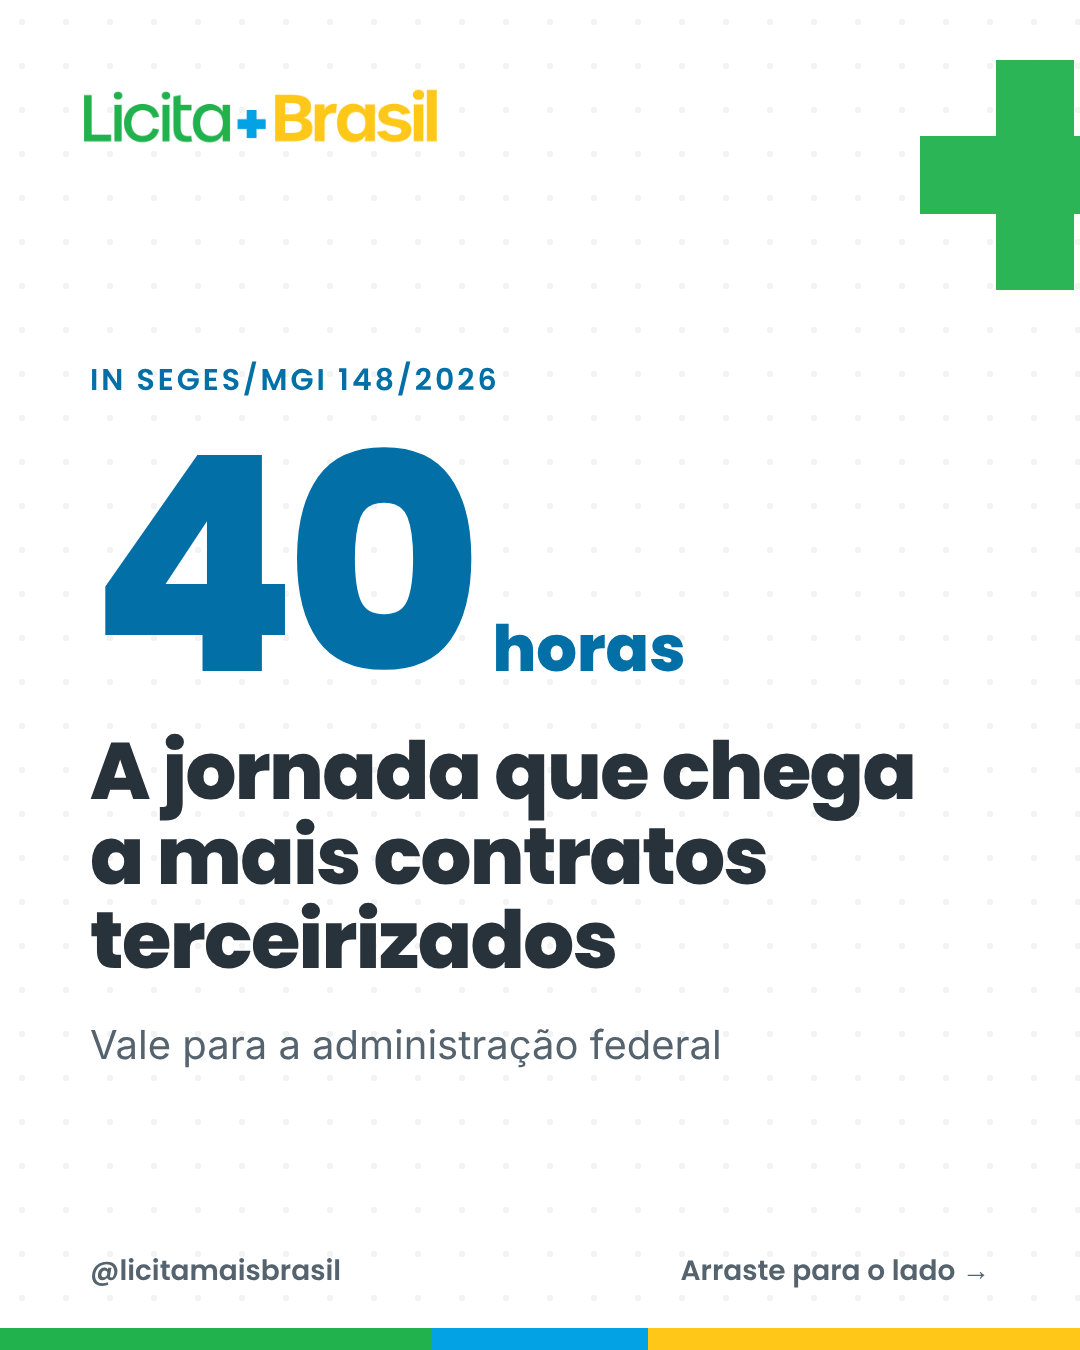 Licita+Brasil
IN SEGES/MGI 148/2026
40 horas
A jornada que chega
a mais contratos
terceirizados
Vale para a administração federal
@licitamaisbrasil
Arraste para o lado →